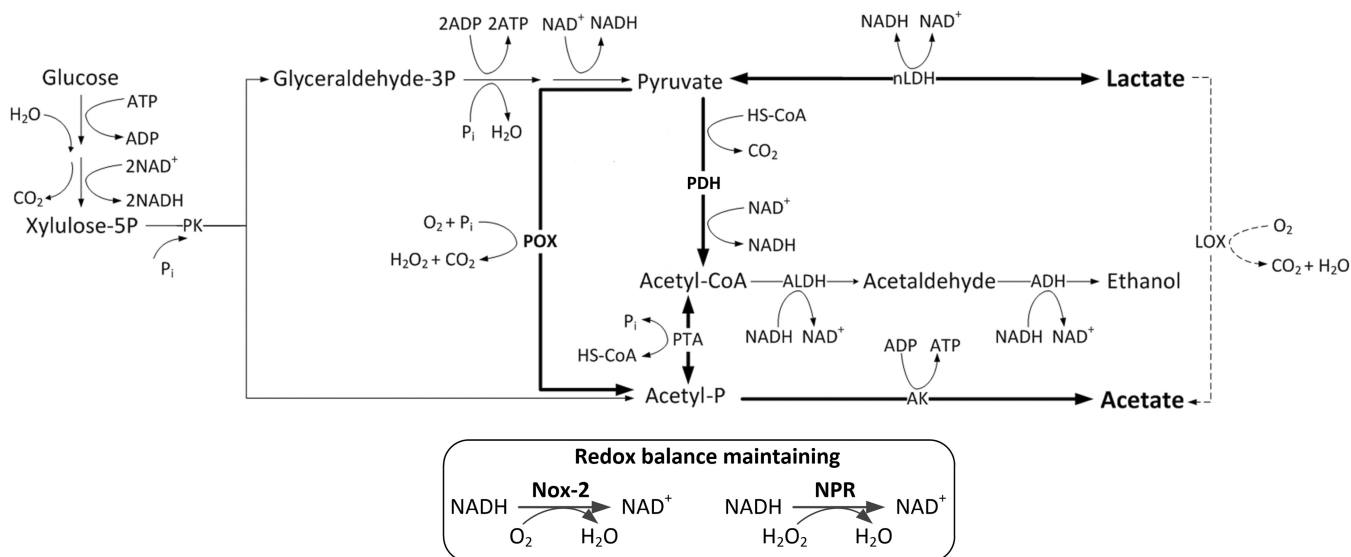 2ADP 2ATP NAD⁺ NADH
NADH NAD⁺
Glucose
Glyceraldehyde-3P
Pyruvate
nLDH
Lactate
ATP
H₂O
ADP
Pᵢ H₂O
HS-CoA
CO₂
2NAD⁺
CO₂
2NADH
PDH
Xylulose-5P
PK
Pᵢ
O₂ + Pᵢ
POX
H₂O₂ + CO₂
NAD⁺
NADH
LOX
O₂
CO₂ + H₂O
Acetyl-CoA
ALDH
Acetaldehyde
ADH
Ethanol
NADH NAD⁺
NADH NAD⁺
Pᵢ
PTA
HS-CoA
ADP ATP
Acetyl-P
AK
Acetate
Redox balance maintaining
NADH Nox-2 NAD⁺
O₂ H₂O
NADH NPR NAD⁺
H₂O₂ H₂O